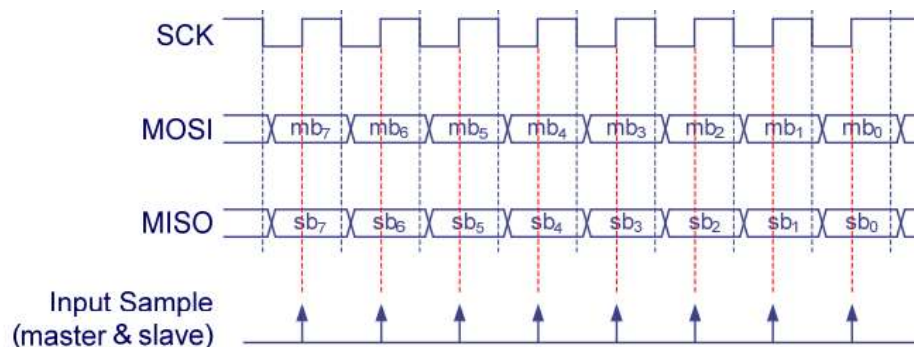 SCK
MOSI mb₇ mb₆ mb₅ mb₄ mb₃ mb₂ mb₁ mb₀
MISO sb₇ sb₆ sb₅ sb₄ sb₃ sb₂ sb₁ sb₀
Input Sample
(master & slave)